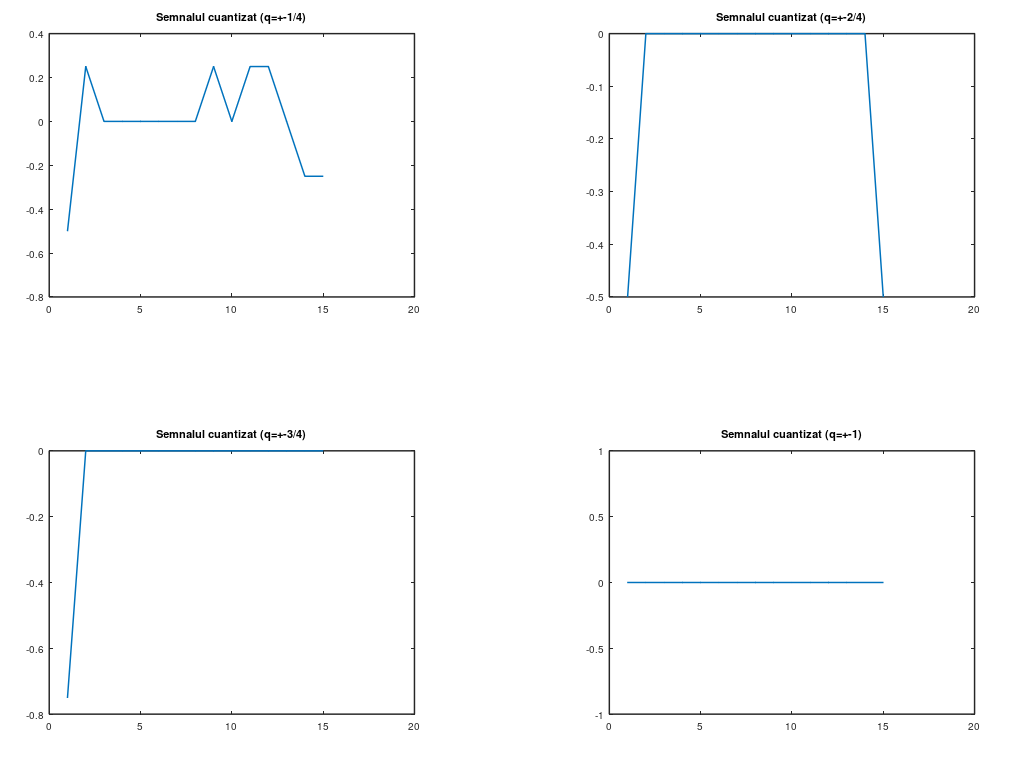 Semnalul cuantizat (q=+-1/4)
0.4
0.2
0
-0.2
-0.4
-0.6
-0.8
0 5 10 15 20
Semnalul cuantizat (q=+-2/4)
0
-0.1
-0.2
-0.3
-0.4
-0.5
0 5 10 15 20
Semnalul cuantizat (q=+-3/4)
0
-0.2
-0.4
-0.6
-0.8
0 5 10 15 20
Semnalul cuantizat (q=+-1)
1
0.5
0
-0.5
-1
0 5 10 15 20